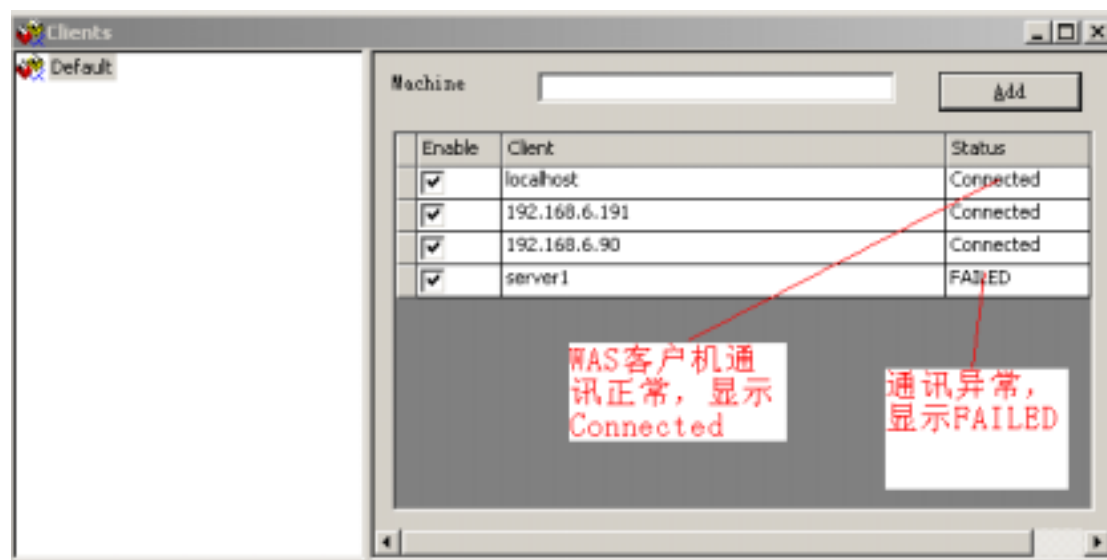 Clients
Default
Machine
Add
Enable Client Status
localhost Connected
192.168.6.191 Connected
192.168.6.90 Connected
server1 FAILED
WAS客户机通
讯正常，显示
Connected
通讯异常，
显示FAILED